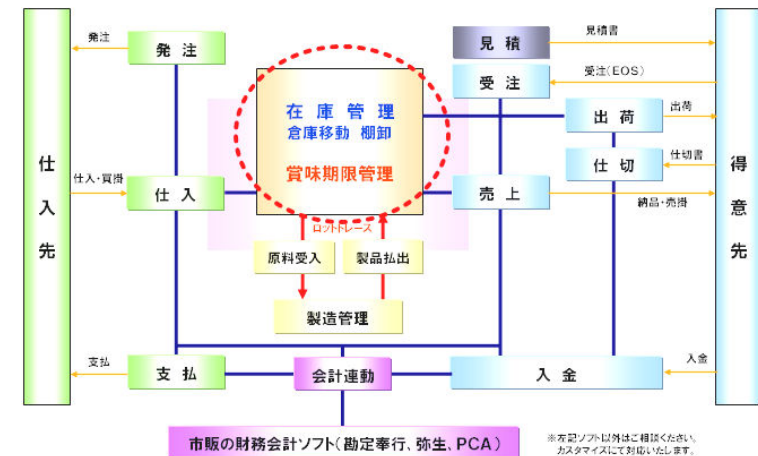 見積
見積書
発注
発注
受注
受注(EOS)
在庫管理
倉庫移動 棚卸
賞味期限管理
出荷
出荷
仕切
仕切書
仕入先
得意先
仕入・買掛
仕入
売上
納品・売掛
ロットトレース
原料受入
製品払出
製造管理
支払
支払
会計連動
入金
入金
市販の財務会計ソフト(勘定奉行、弥生、PCA)
※左記ソフト以外はご相談ください。
カスタマイズにて対応いたします。